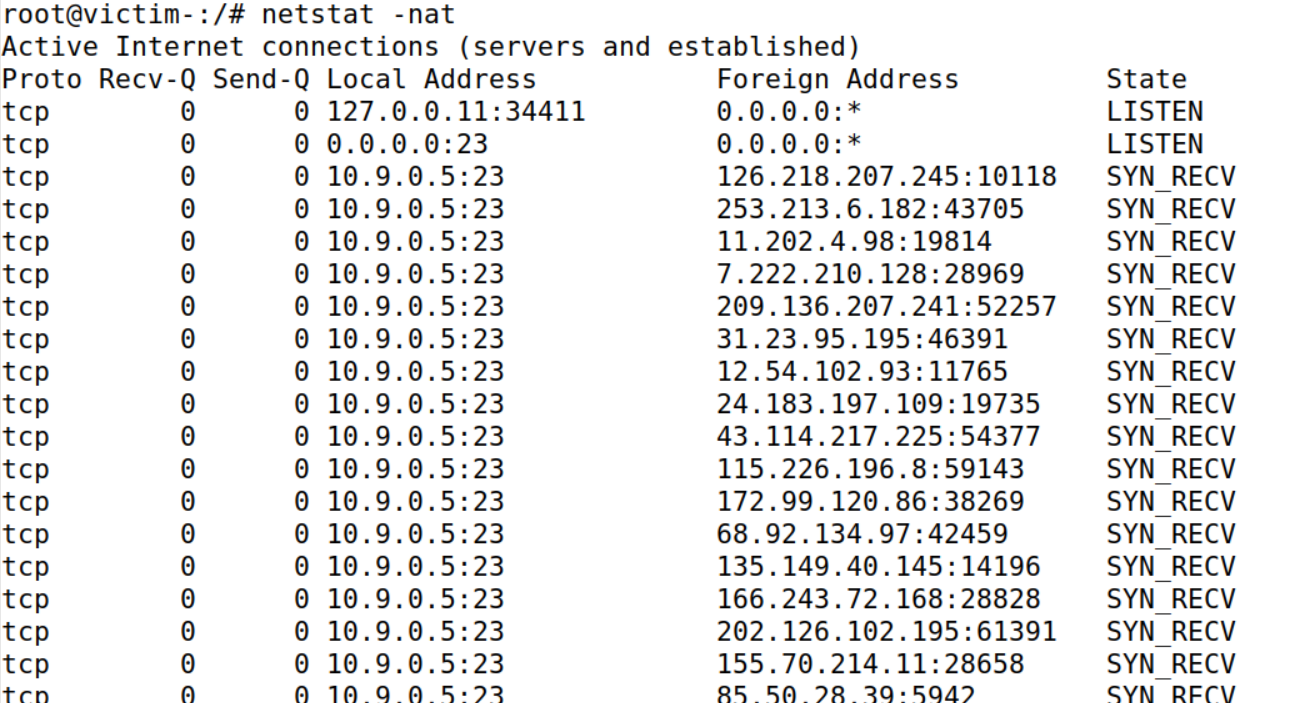 root@victim-:/# netstat -nat
Active Internet connections (servers and established)
Proto Recv-Q Send-Q Local Address           Foreign Address         State
tcp        0      0 127.0.0.11:34411        0.0.0.0:*               LISTEN
tcp        0      0 0.0.0.0:23              0.0.0.0:*               LISTEN
tcp        0      0 10.9.0.5:23             126.218.207.245:10118   SYN_RECV
tcp        0      0 10.9.0.5:23             253.213.6.182:43705     SYN_RECV
tcp        0      0 10.9.0.5:23             11.202.4.98:19814       SYN_RECV
tcp        0      0 10.9.0.5:23             7.222.210.128:28969     SYN_RECV
tcp        0      0 10.9.0.5:23             209.136.207.241:52257   SYN_RECV
tcp        0      0 10.9.0.5:23             31.23.95.195:46391      SYN_RECV
tcp        0      0 10.9.0.5:23             12.54.102.93:11765      SYN_RECV
tcp        0      0 10.9.0.5:23             24.183.197.109:19735    SYN_RECV
tcp        0      0 10.9.0.5:23             43.114.217.225:54377    SYN_RECV
tcp        0      0 10.9.0.5:23             115.226.196.8:59143     SYN_RECV
tcp        0      0 10.9.0.5:23             172.99.120.86:38269     SYN_RECV
tcp        0      0 10.9.0.5:23             68.92.134.97:42459      SYN_RECV
tcp        0      0 10.9.0.5:23             135.149.40.145:14196    SYN_RECV
tcp        0      0 10.9.0.5:23             166.243.72.168:28828    SYN_RECV
tcp        0      0 10.9.0.5:23             202.126.102.195:61391   SYN_RECV
tcp        0      0 10.9.0.5:23             155.70.214.11:28658     SYN_RECV
tcp        0      0 10.9.0.5:23             85.50.28.39:5942        SYN_RECV